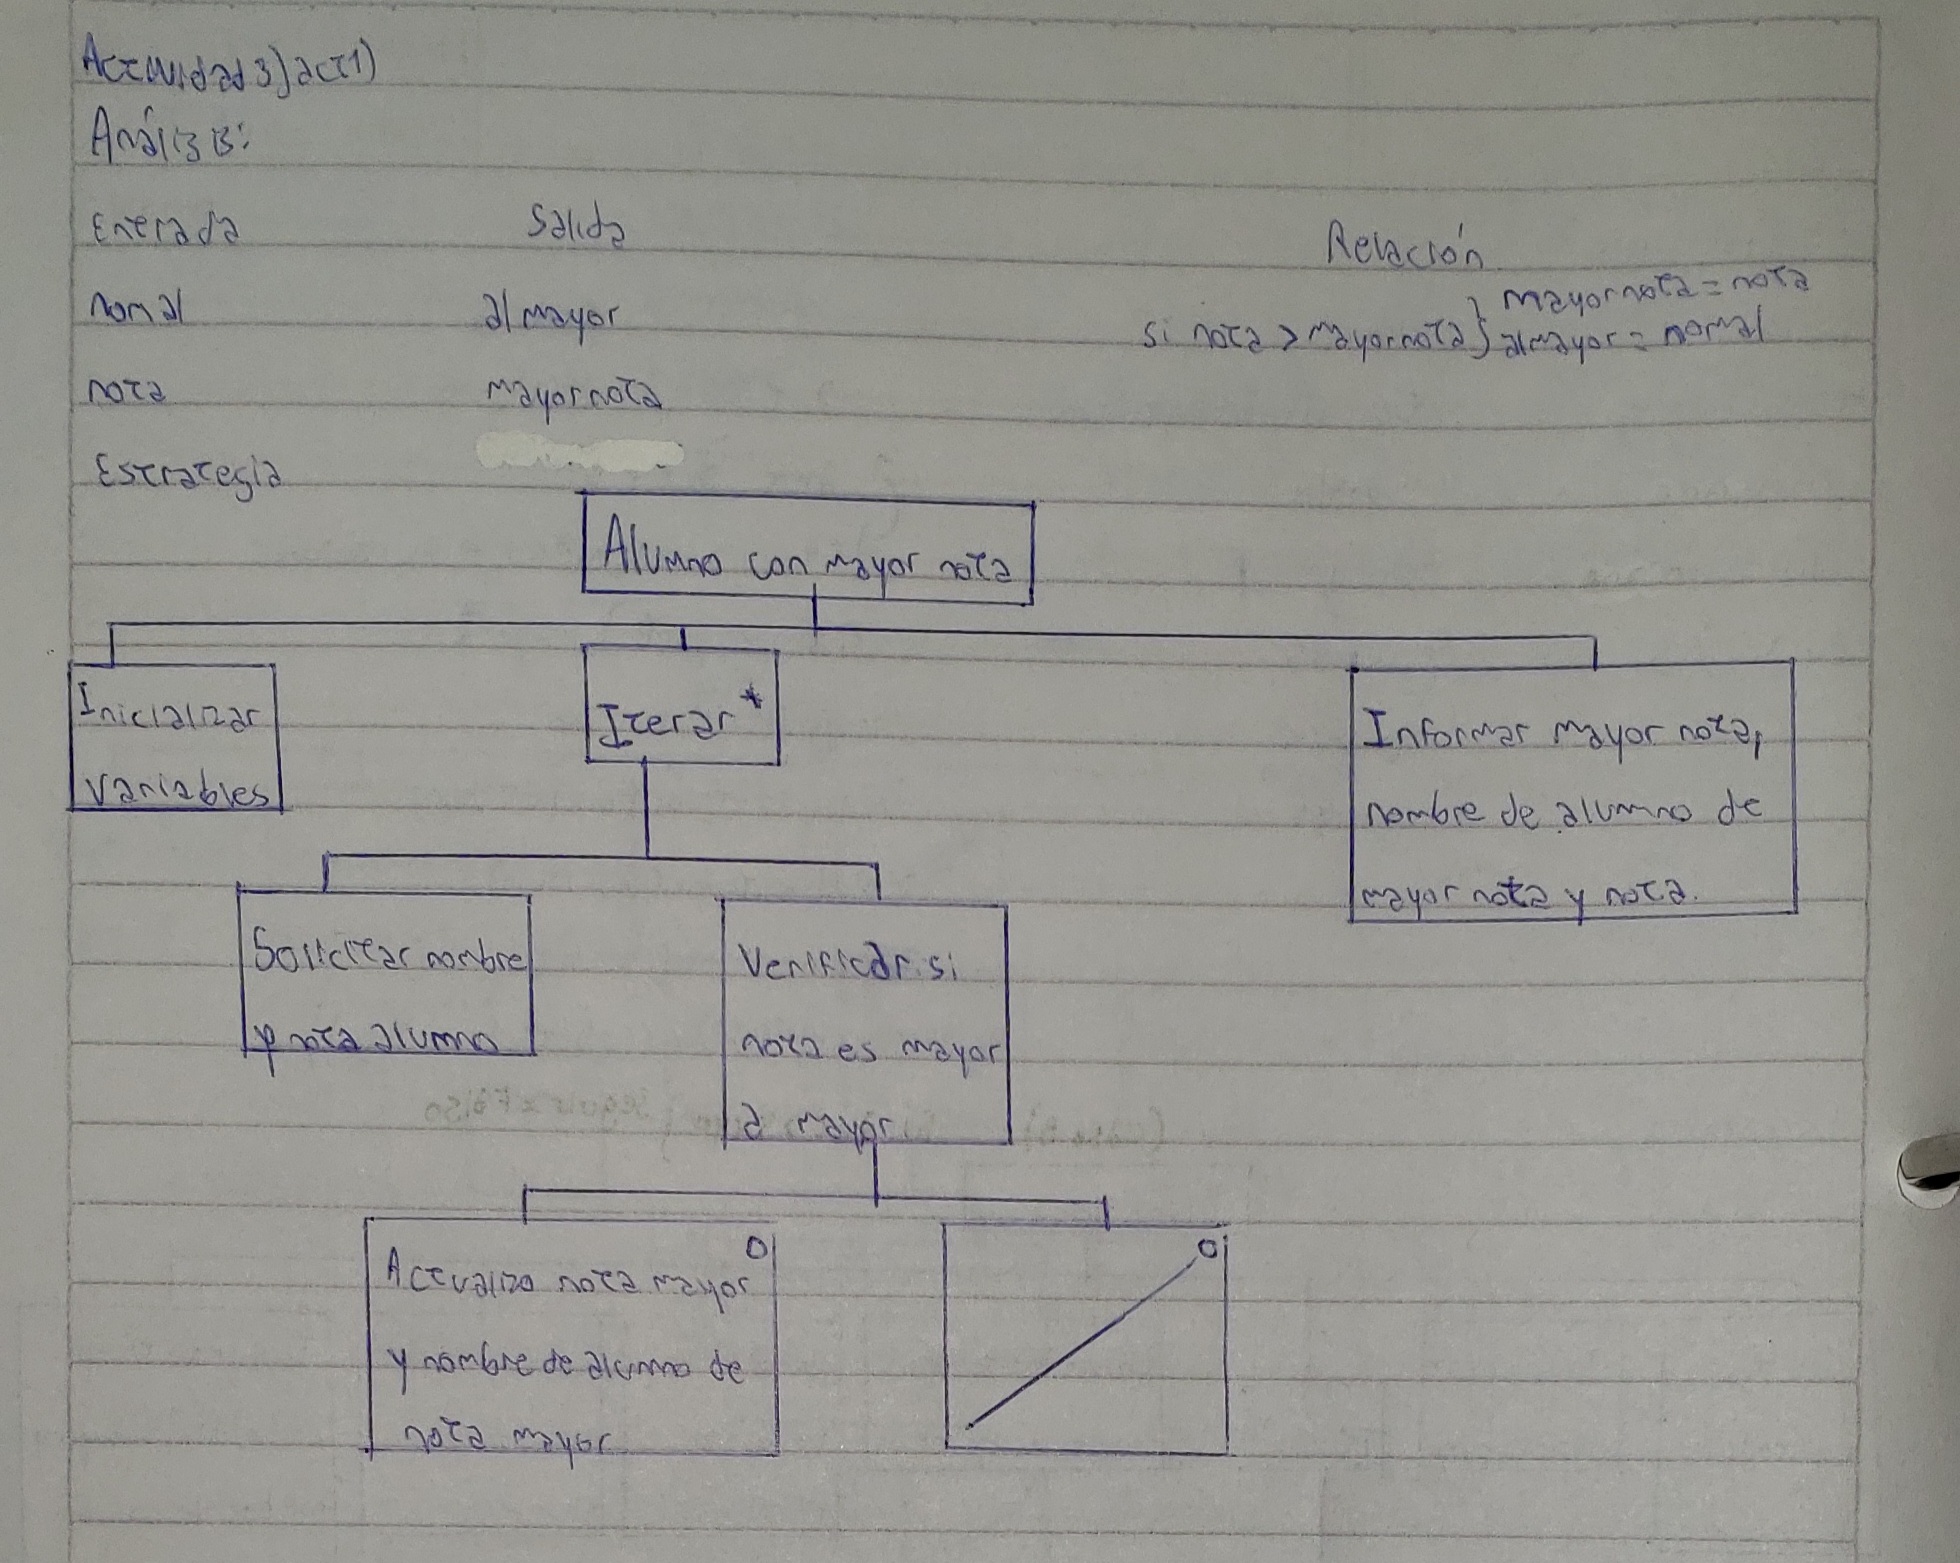 Actividad 3) act 1)
Análisis:
Entrada Salida Relación
nomal almayor si nota > mayornota } mayornota = nota
almayor = nomal
nota mayornota
Estrategia
Alumno con mayor nota
Inicializar
variables
Iterar *
Informar mayor nota,
nombre de alumno de
mayor nota y nota.
Solicitar nombre
y nota alumno
Verificar si
nota es mayor
a mayor
Actualizo nota mayor
y nombre de alumno de
nota mayor